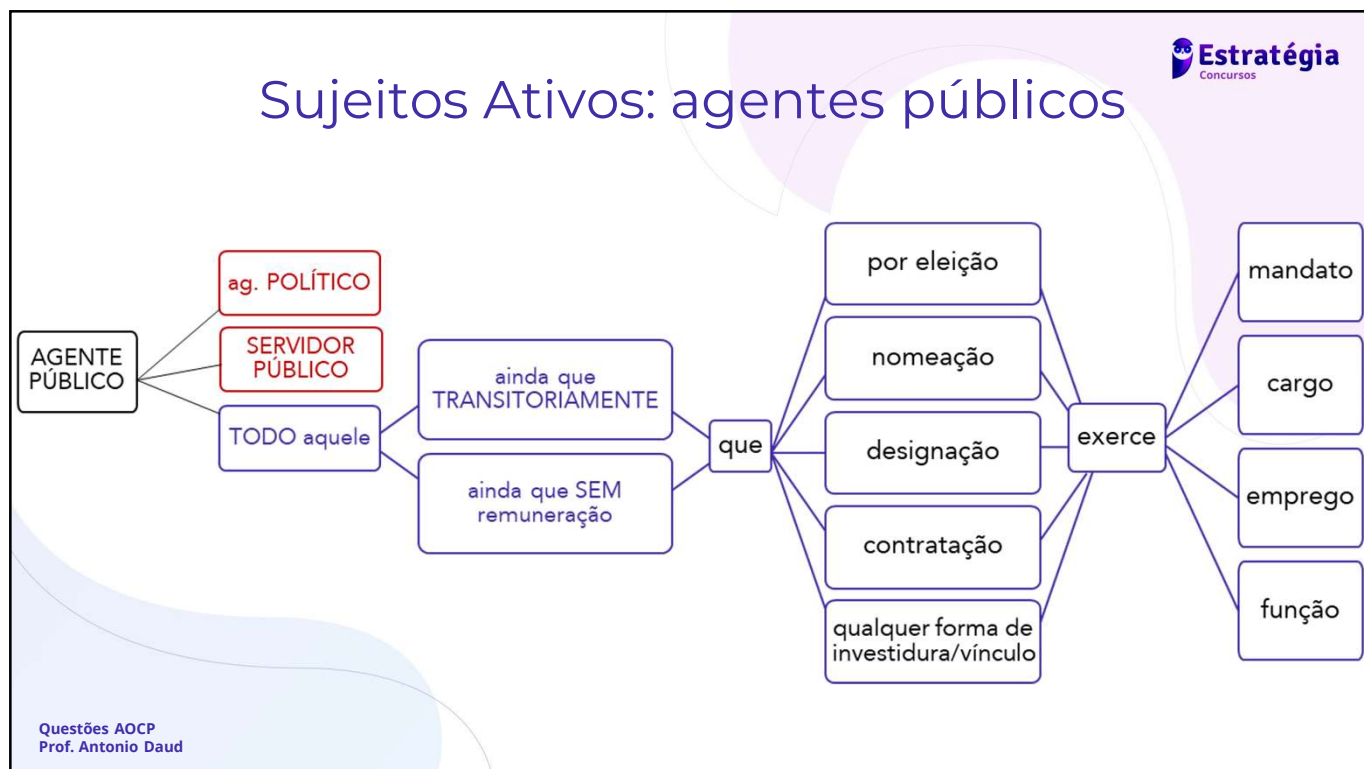 Estratégia
Concursos
Sujeitos Ativos: agentes públicos
AGENTE
PÚBLICO
ag. POLÍTICO
SERVIDOR
PÚBLICO
TODO aquele
ainda que
TRANSITORIAMENTE
ainda que SEM
remuneração
que
por eleição
nomeação
designação
contratação
qualquer forma de
investidura/vínculo
exerce
mandato
cargo
emprego
função
Questões AOCP
Prof. Antonio Daud